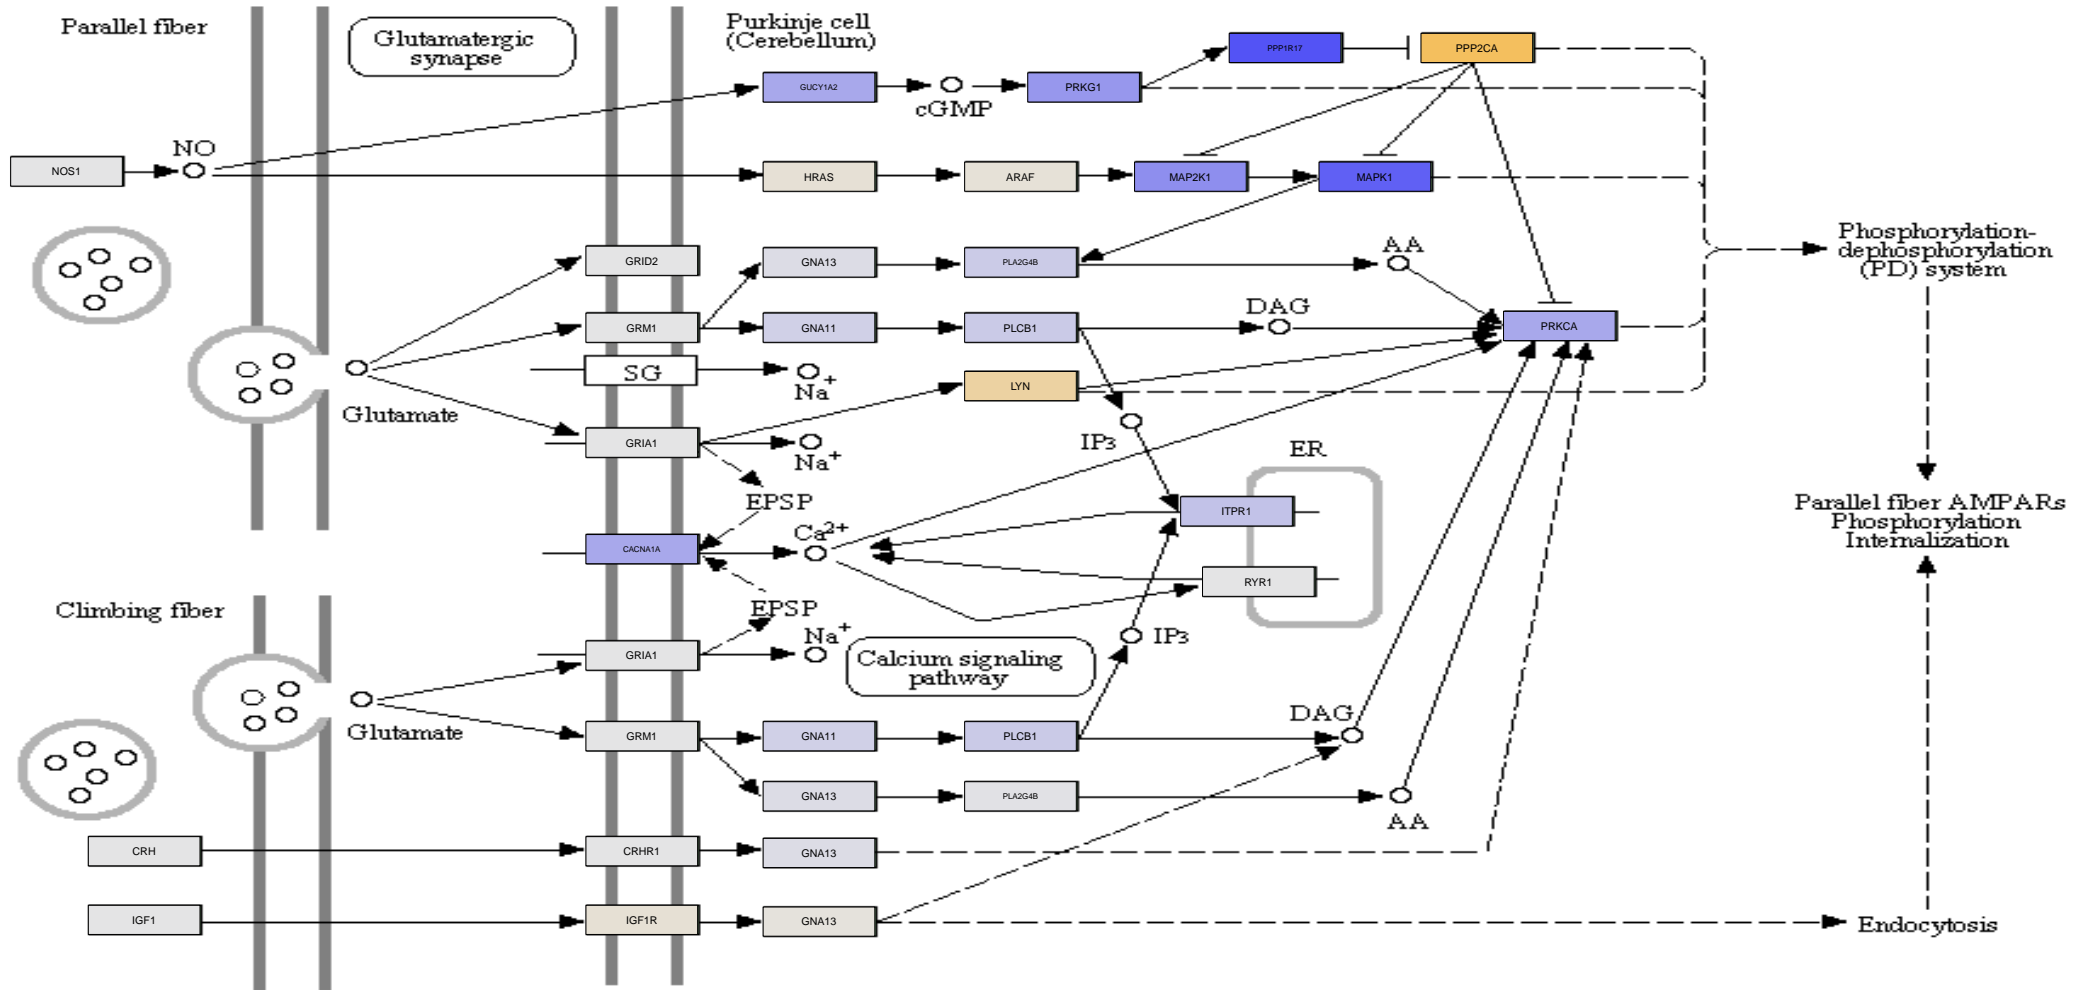 Parallel fiber
Glutamatergic
synapse
Purkinje cell
(Cerebellum)
PPP1R17
PPP2CA
GUCY1A2
cGMP
PRKG1
NOS1
NO
HRAS
ARAF
MAP2K1
MAPK1
Phosphorylation-
dephosphorylation
(PD) system
GRID2
GNA13
PLA2G4B
AA
GRM1
GNA11
PLCB1
DAG
PRKCA
SG
Na+
LYN
Glutamate
GRIA1
Na+
IP3
ER
EPSP
ITPR1
Parallel fiber AMPARs
Phosphorylation
Internalization
CACNA1A
Ca2+
RYR1
Climbing fiber
EPSP
GRIA1
Na+
IP3
Calcium signaling
pathway
Glutamate
GRM1
GNA11
PLCB1
DAG
GNA13
PLA2G4B
AA
CRH
CRHR1
GNA13
IGF1
IGF1R
GNA13
Endocytosis